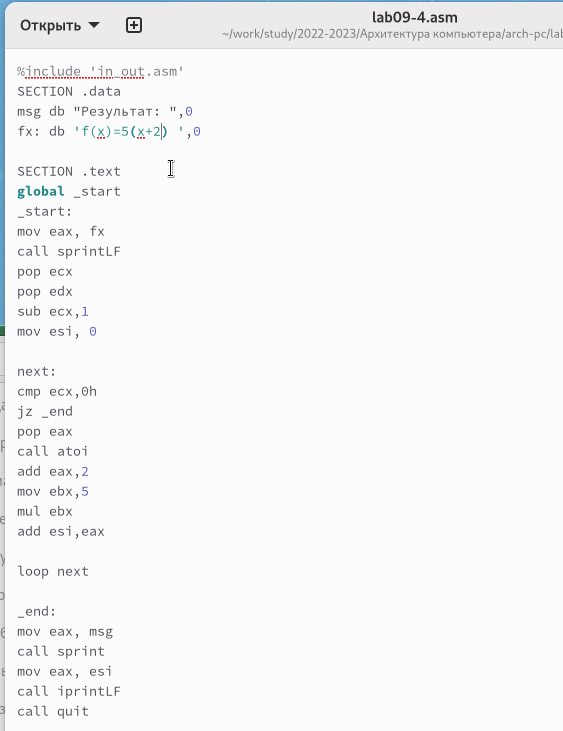 Открыть
lab09-4.asm
~/work/study/2022-2023/Архитектура компьютера/arch-pc/lab
%include 'in_out.asm'
SECTION .data
msg db "Результат: ",0
fx: db 'f(x)=5(x+2) ',0
SECTION .text
global _start
_start:
mov eax, fx
call sprintLF
pop ecx
pop edx
sub ecx,1
mov esi, 0
next:
cmp ecx,0h
jz _end
pop eax
call atoi
add eax,2
mov ebx,5
mul ebx
add esi,eax
loop next
_end:
mov eax, msg
call sprint
mov eax, esi
call iprintLF
call quit